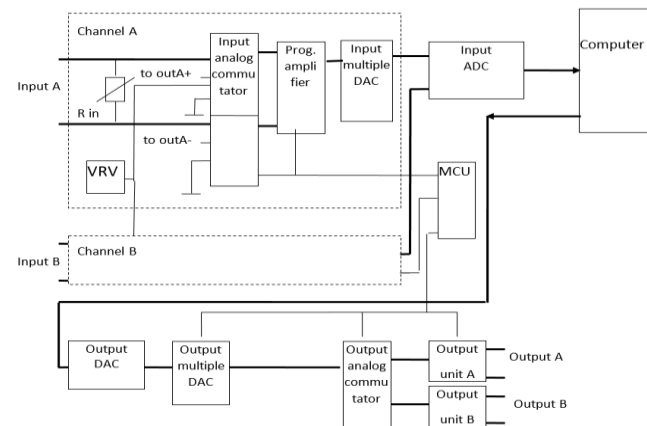 Channel A
Input
analog
commu
tator
Prog.
ampli
fier
Input
multiple
DAC
Input
ADC
Computer
Input A
to outA+
R in
to outA-
VRV
MCU
Channel B
Input B
Output
DAC
Output
multiple
DAC
Output
analog
commu
tator
Output
unit A
Output A
Output
unit B
Output B